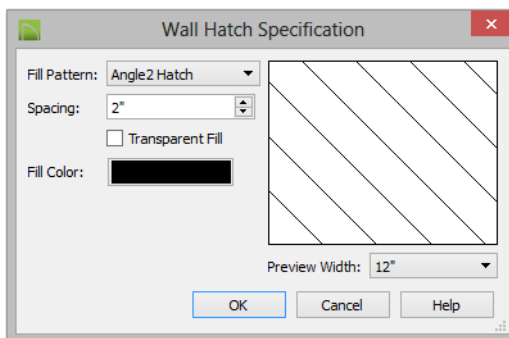 Wall Hatch Specification
Fill Pattern: Angle2 Hatch
Spacing: 2"
Transparent Fill
Fill Color:
Preview Width: 12"
OK Cancel Help